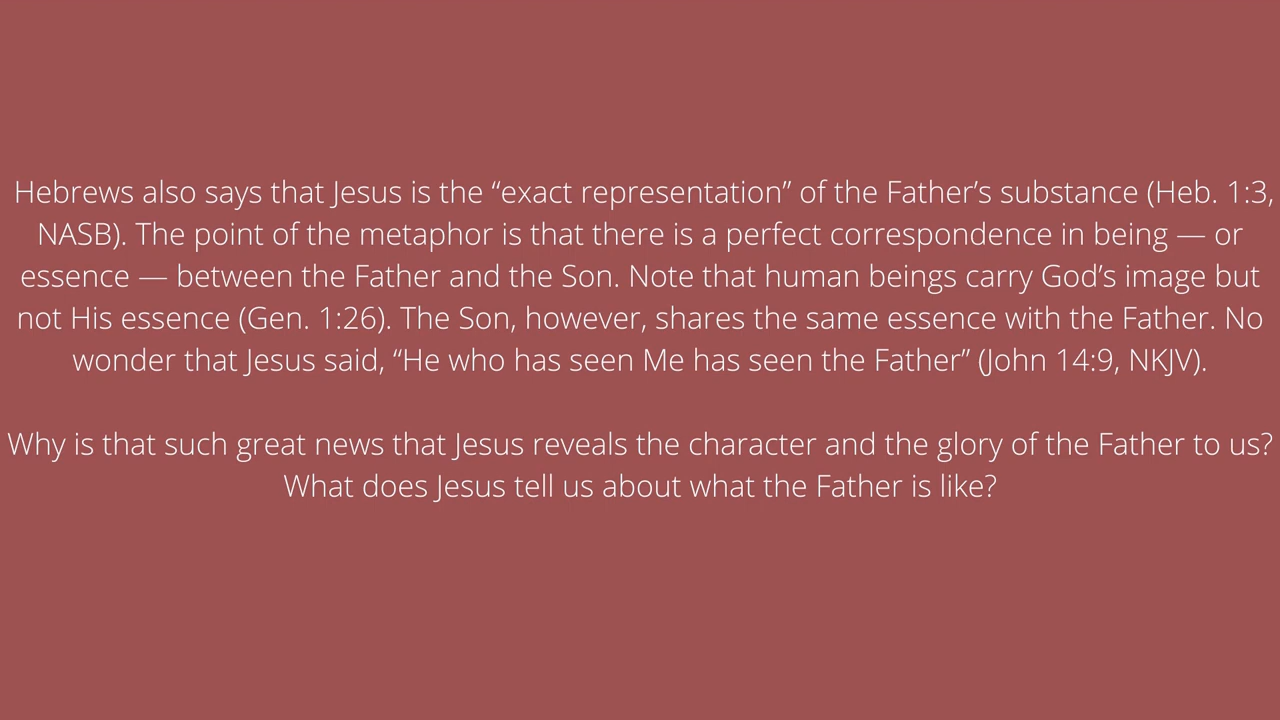 Hebrews also says that Jesus is the “exact representation” of the Father’s substance (Heb. 1:3,
NASB). The point of the metaphor is that there is a perfect correspondence in being — or
essence — between the Father and the Son. Note that human beings carry God’s image but
not His essence (Gen. 1:26). The Son, however, shares the same essence with the Father. No
wonder that Jesus said, “He who has seen Me has seen the Father” (John 14:9, NKJV).
Why is that such great news that Jesus reveals the character and the glory of the Father to us?
What does Jesus tell us about what the Father is like?